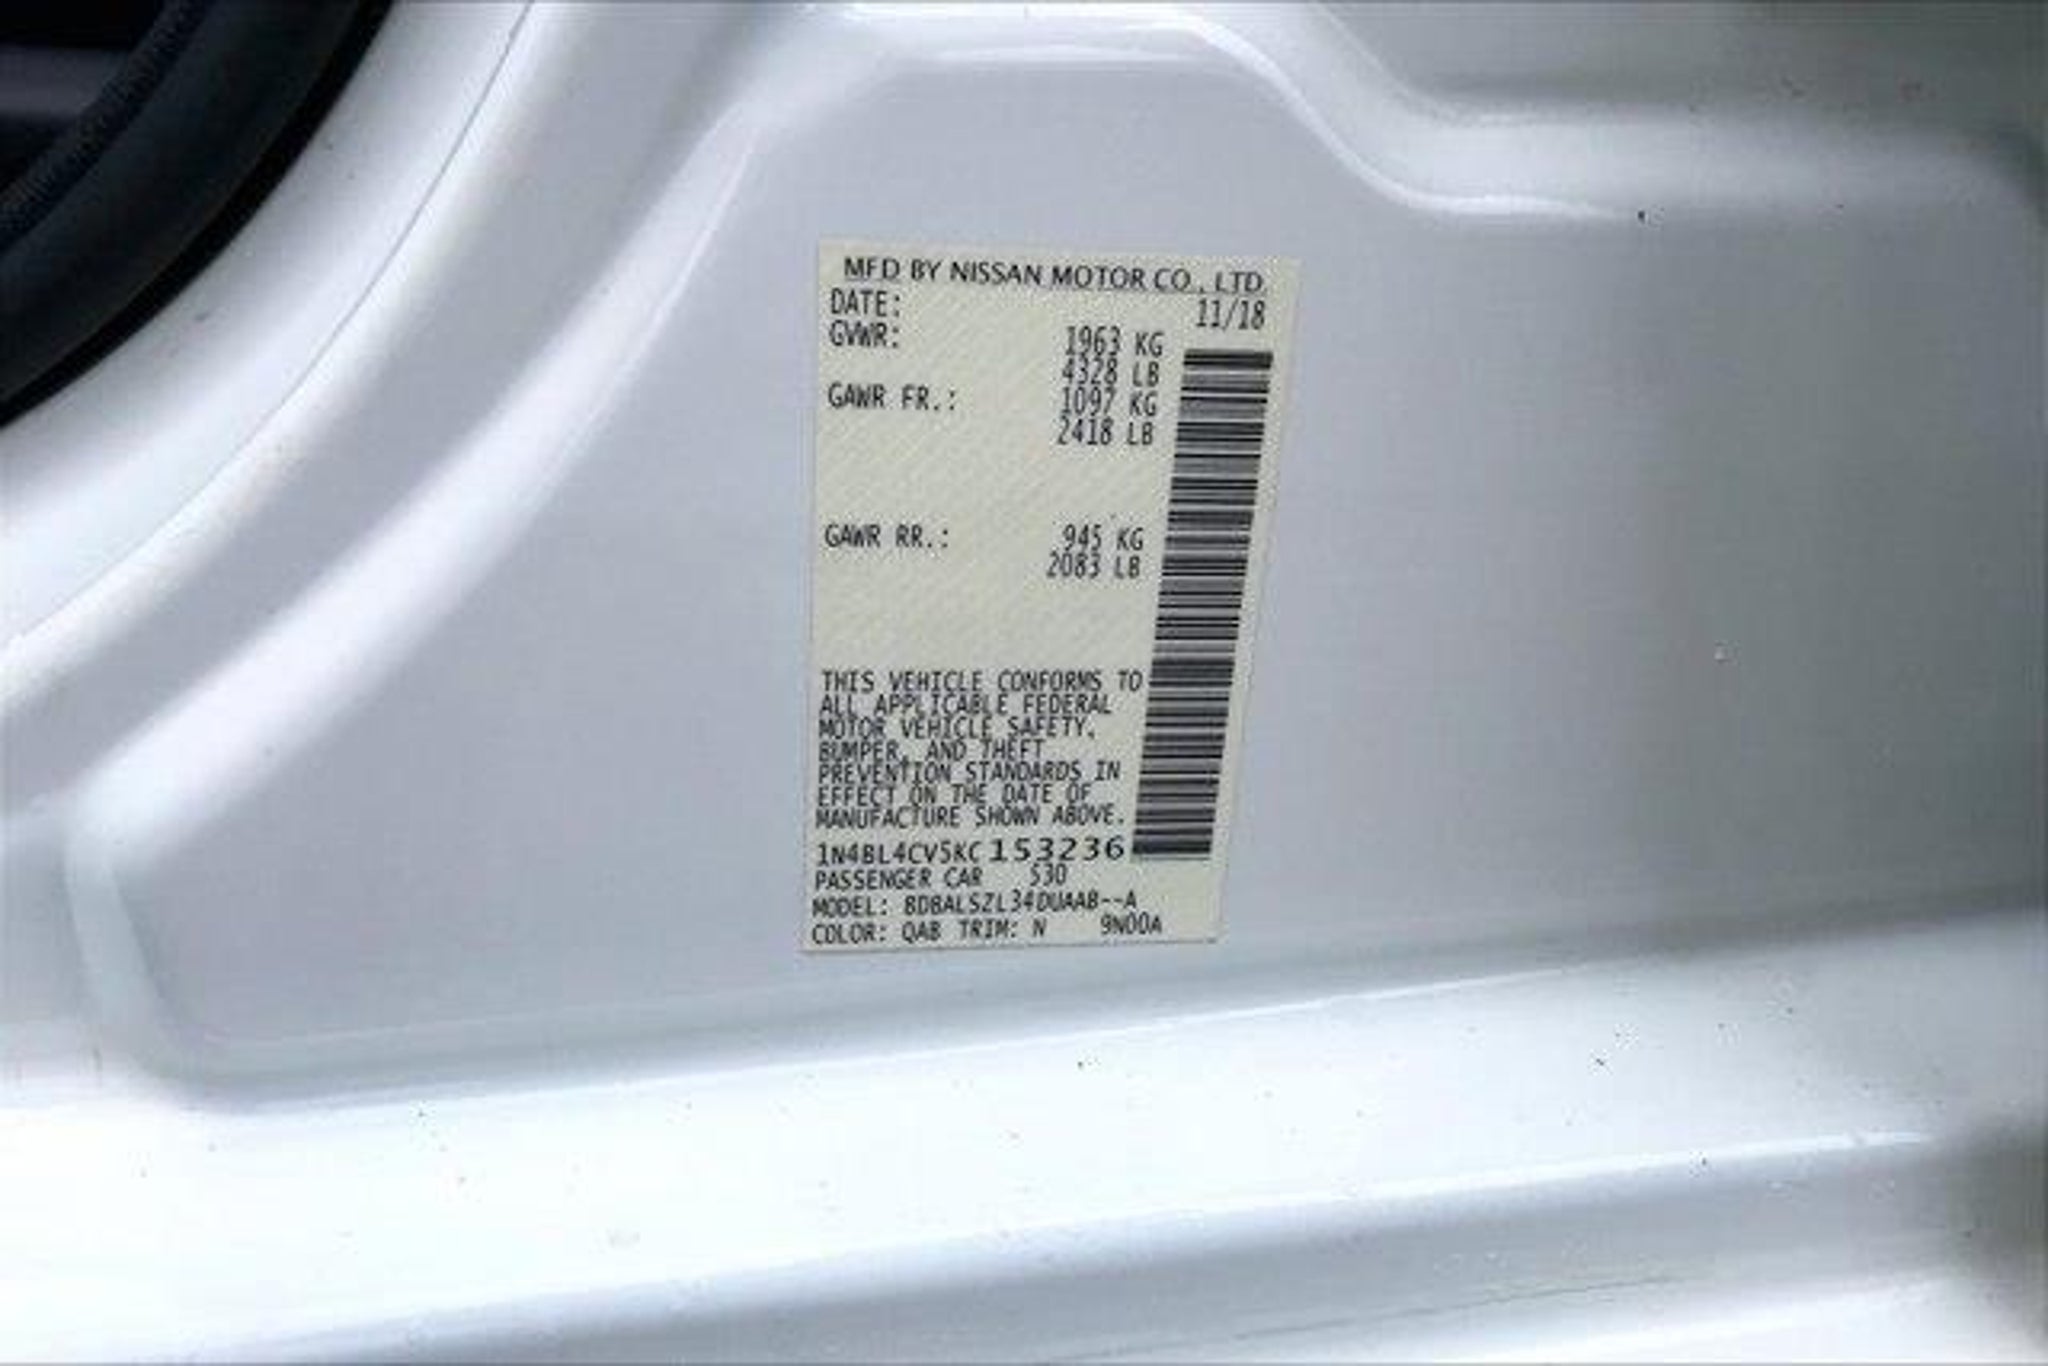 MFD BY NISSAN MOTOR CO., LTD
DATE: 11/18
GVWR: 1963 KG
4328 LB
GAWR FR.: 1097 KG
2418 LB
GAWR RR.: 945 KG
2083 LB
THIS VEHICLE CONFORMS TO
ALL APPLICABLE FEDERAL
MOTOR VEHICLE SAFETY,
BUMPER, AND THEFT
PREVENTION STANDARDS IN
EFFECT ON THE DATE OF
MANUFACTURE SHOWN ABOVE.
1N4BL4CV5KC153236
PASSENGER CAR 530
MODEL: BDBALSZL34DUAAB--A
COLOR: QAB TRIM: N 9N00A